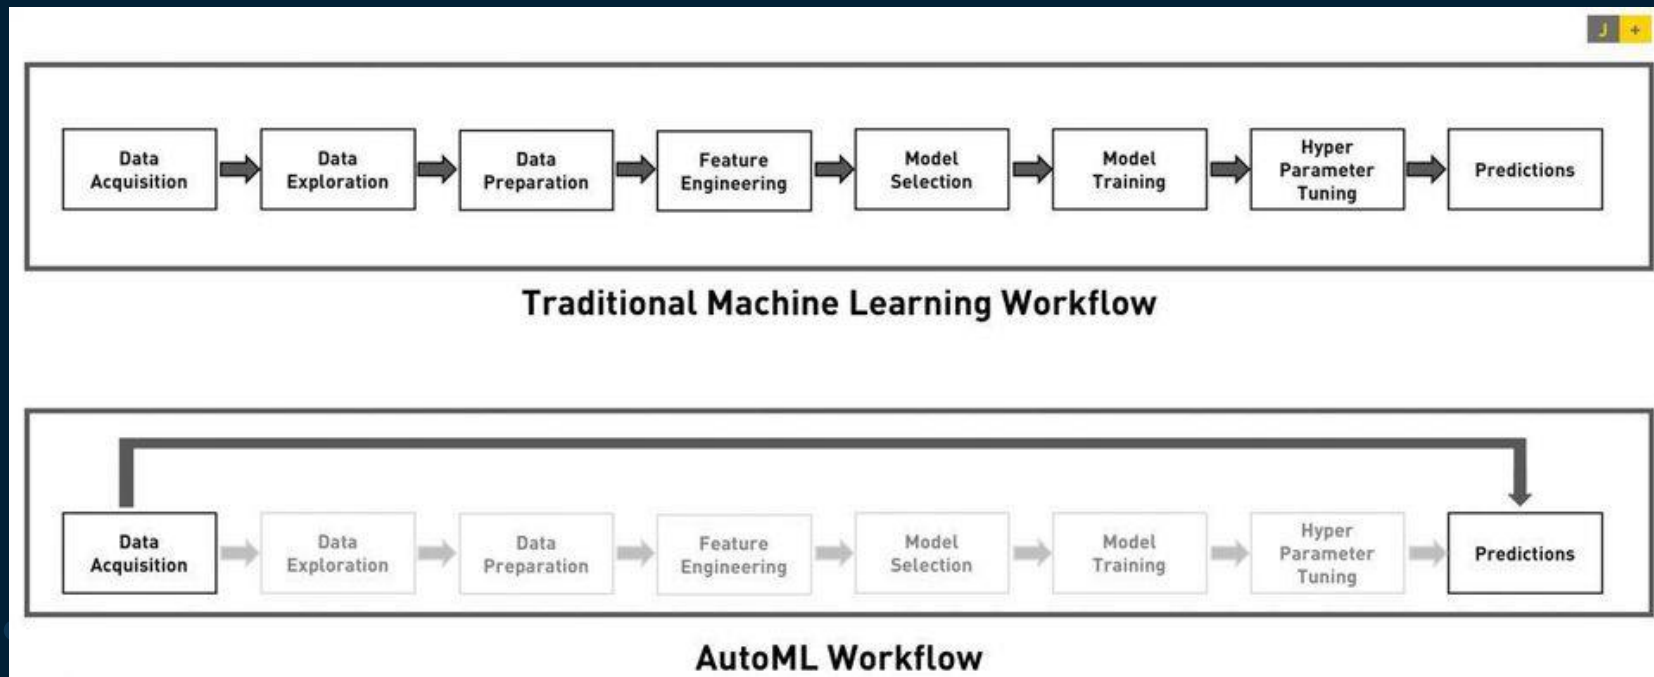 J +
Data
Acquisition
Data
Exploration
Data
Preparation
Feature
Engineering
Model
Selection
Model
Training
Hyper
Parameter
Tuning
Predictions
Traditional Machine Learning Workflow
Data
Acquisition
Data
Exploration
Data
Preparation
Feature
Engineering
Model
Selection
Model
Training
Hyper
Parameter
Tuning
Predictions
AutoML Workflow